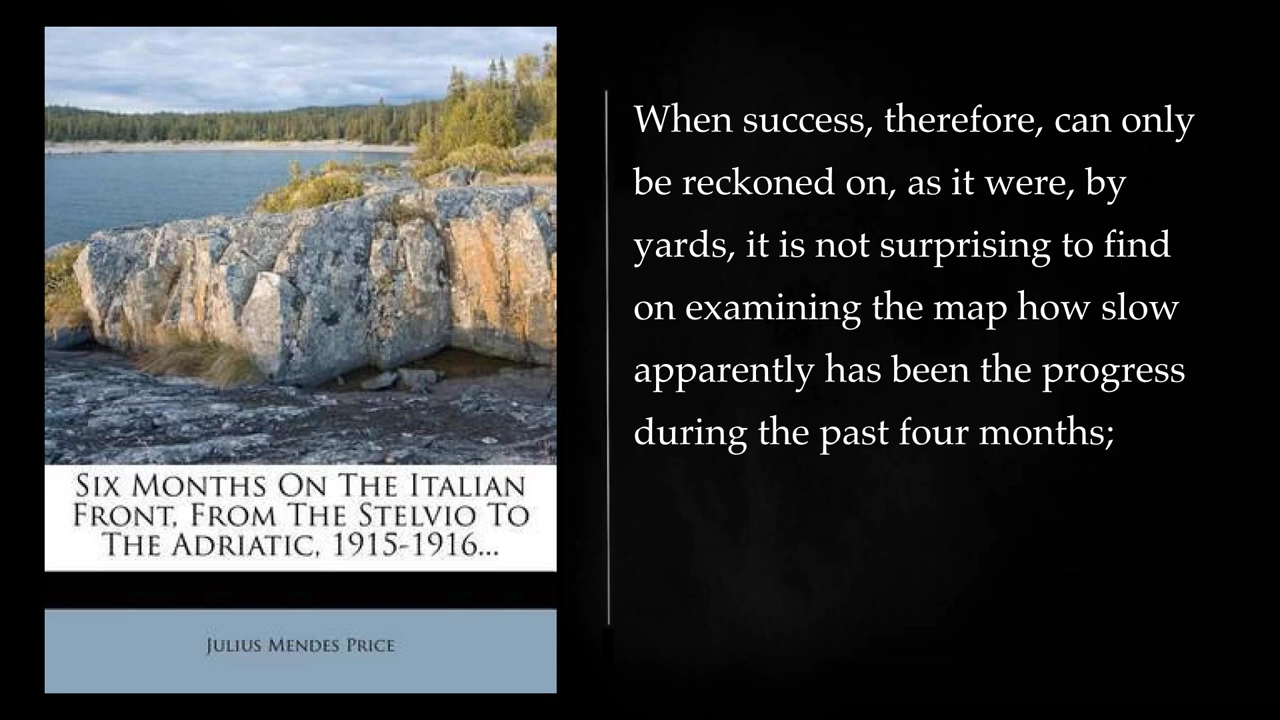 Six Months On The Italian
Front, From The Stelvio To
The Adriatic, 1915-1916...
Julius Mendes Price
When success, therefore, can only
be reckoned on, as it were, by
yards, it is not surprising to find
on examining the map how slow
apparently has been the progress
during the past four months;